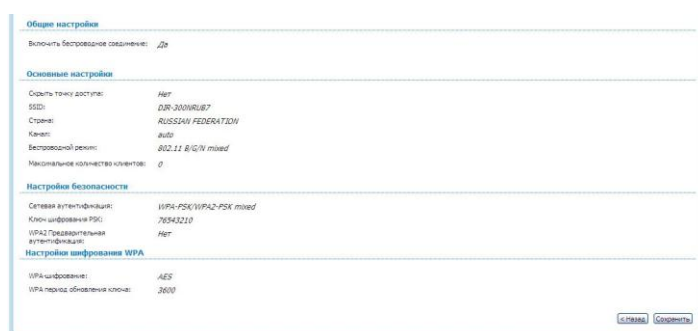 Общие настройки
Включить беспроводное соединение: Да
Основные настройки
Скрыть точку доступа: Нет
SSID: DIR-300NRUB7
Страна: RUSSIAN FEDERATION
Канал: auto
Беспроводной режим: 802.11 B/G/N mixed
Максимальное количество клиентов: 0
Настройки безопасности
Сетевая аутентификация: WPA-PSK/WPA2-PSK mixed
Ключ шифрования PSK: 76543210
WPA2 Предварительная
аутентификация: Нет
Настройки шифрования WPA
WPA-шифрование: AES
WPA период обновления ключа: 3600
< Назад Сохранить